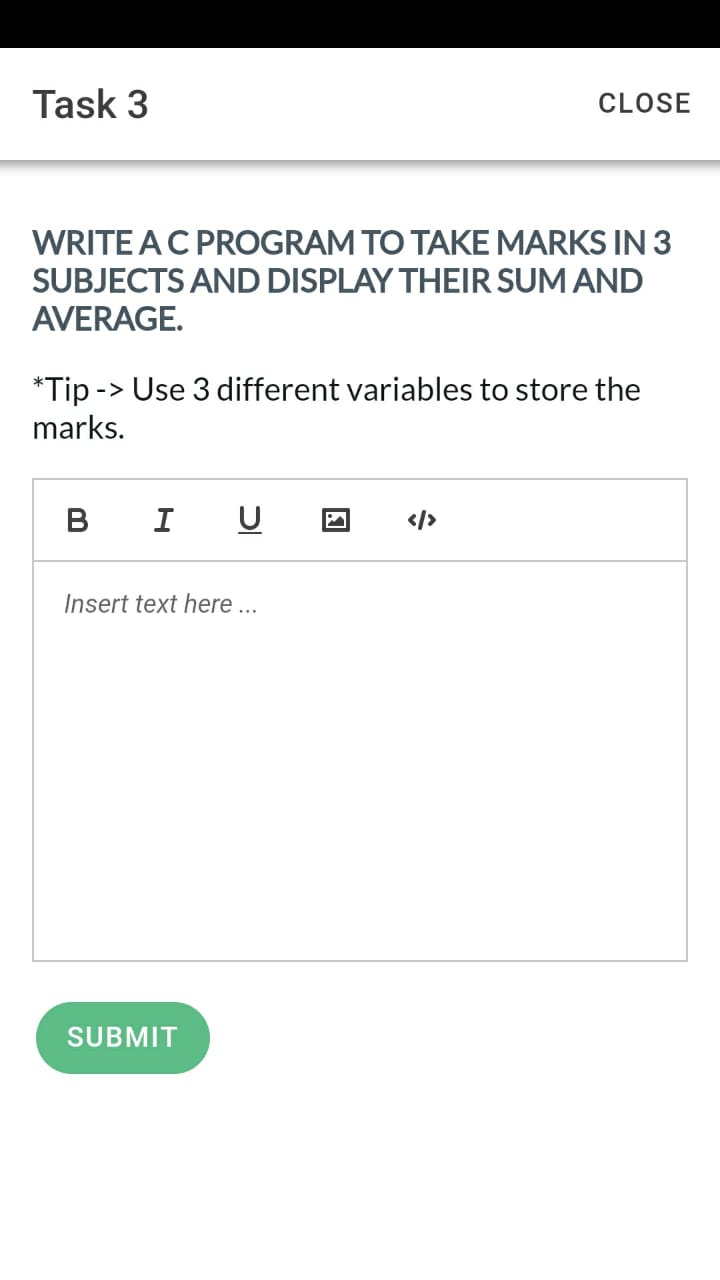 Task 3
CLOSE
WRITE A C PROGRAM TO TAKE MARKS IN 3
SUBJECTS AND DISPLAY THEIR SUM AND
AVERAGE.
*Tip -> Use 3 different variables to store the
marks.
B I U </>
Insert text here ...
SUBMIT